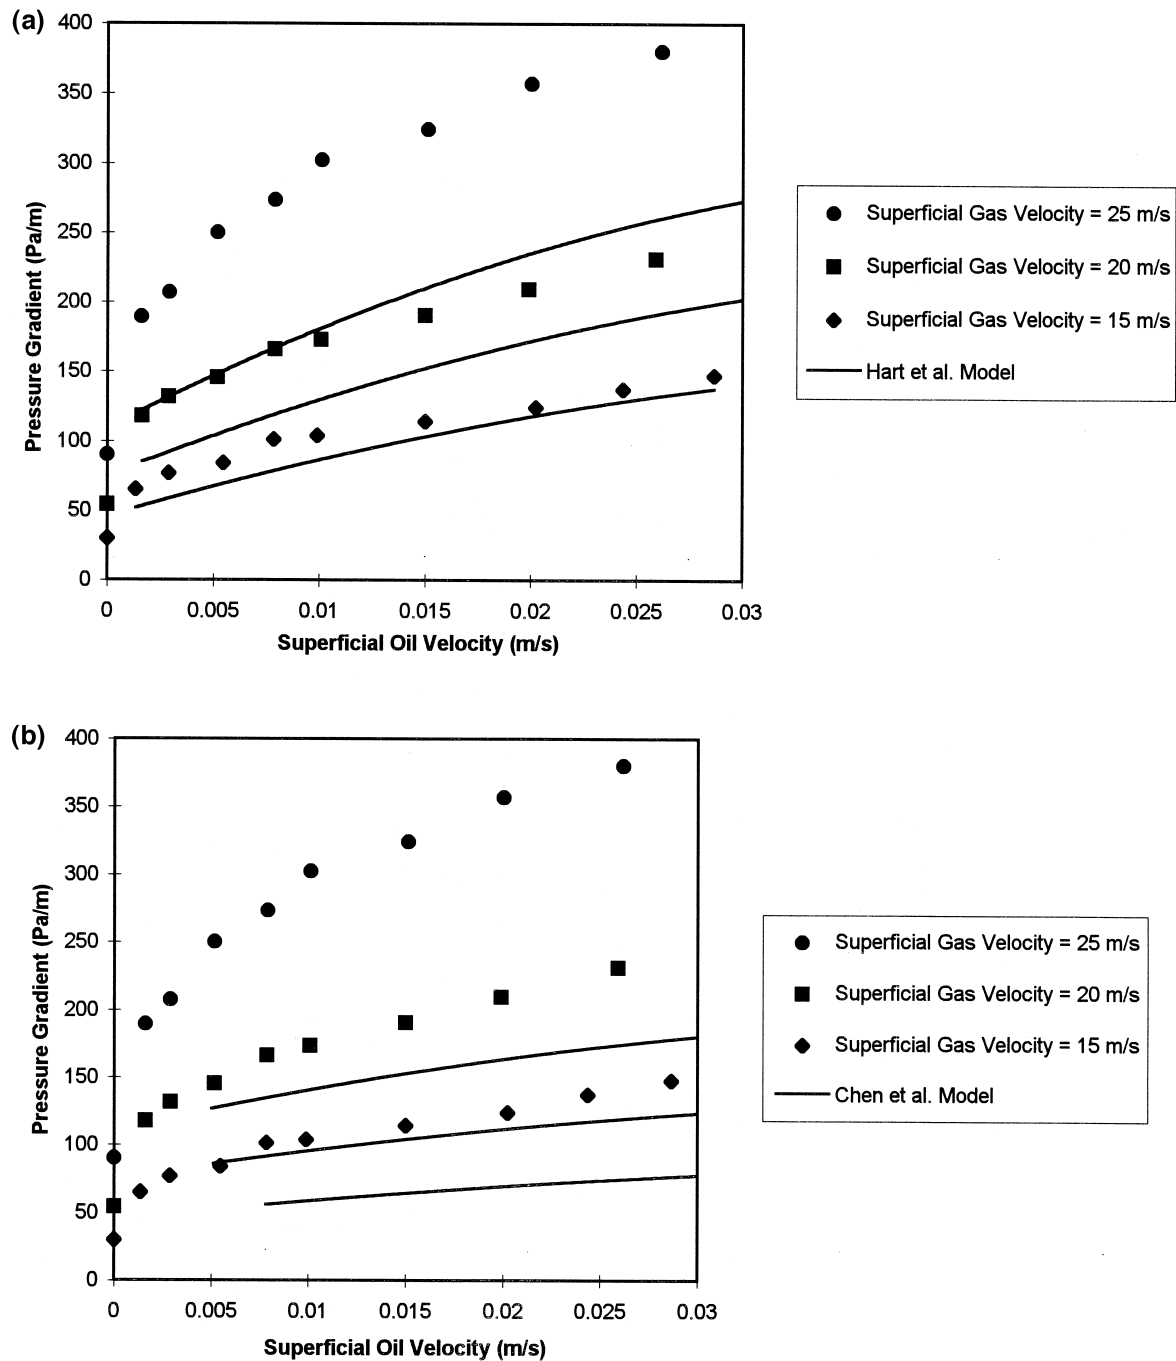 (a)
400
350
300
250
200
150
100
50
0
Pressure Gradient (Pa/m)
0 0.005 0.01 0.015 0.02 0.025 0.03
Superficial Oil Velocity (m/s)
Superficial Gas Velocity = 25 m/s
Superficial Gas Velocity = 20 m/s
Superficial Gas Velocity = 15 m/s
Hart et al. Model
(b)
400
350
300
250
200
150
100
50
0
Pressure Gradient (Pa/m)
0 0.005 0.01 0.015 0.02 0.025 0.03
Superficial Oil Velocity (m/s)
Superficial Gas Velocity = 25 m/s
Superficial Gas Velocity = 20 m/s
Superficial Gas Velocity = 15 m/s
Chen et al. Model